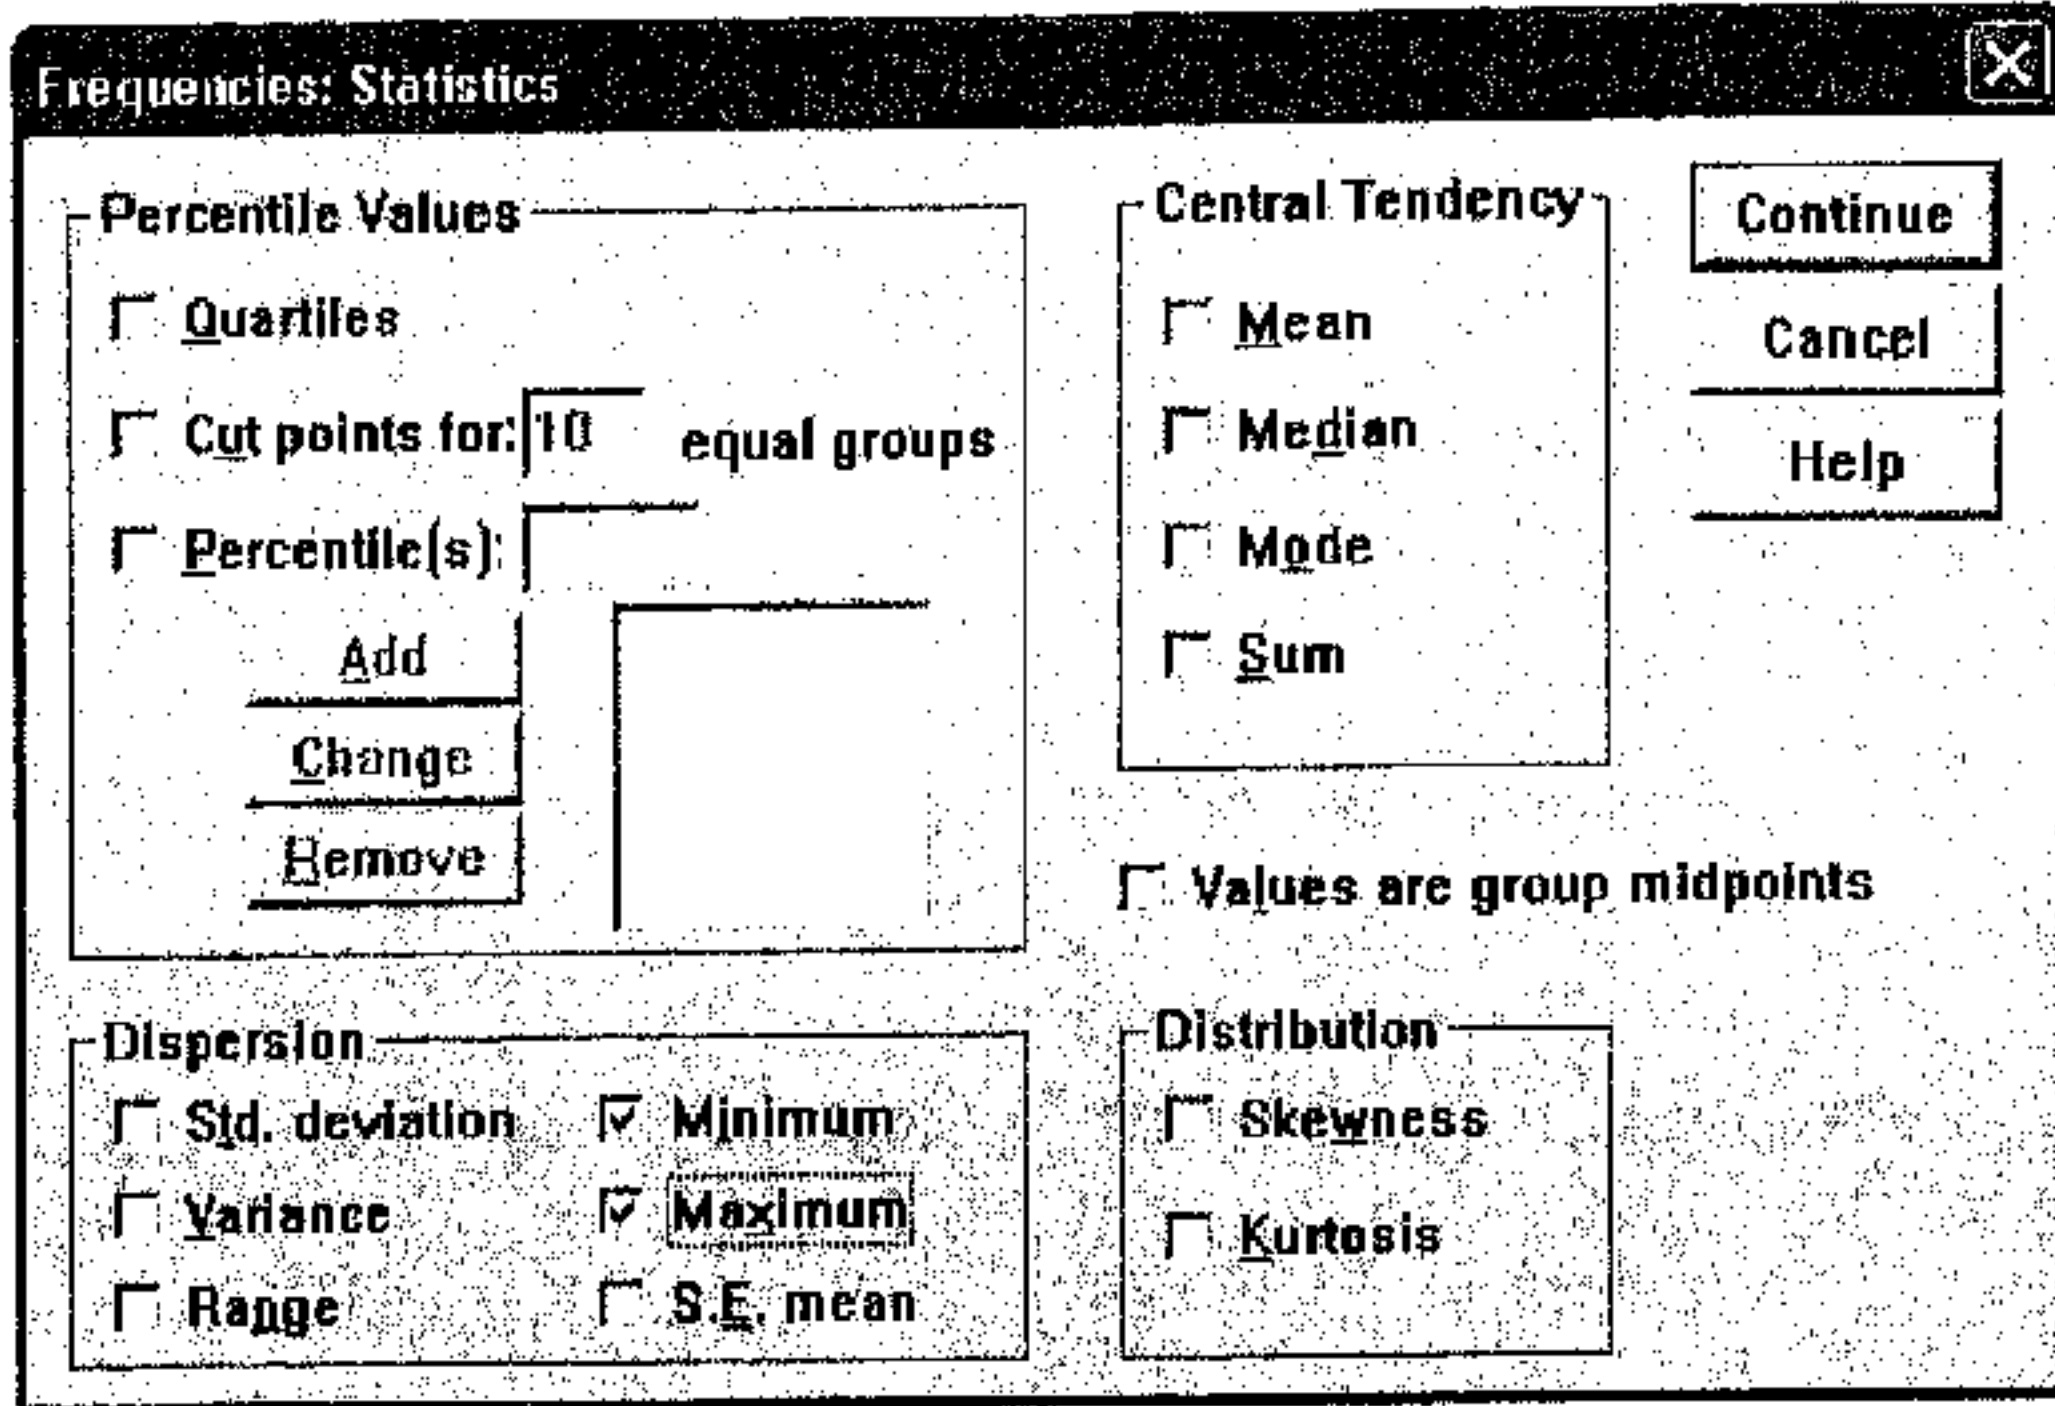 Frequencies: Statistics
Percentile Values
Quartiles
Cut points for: 10 equal groups
Percentile(s):
Add
Change
Remove
Central Tendency
Mean
Median
Mode
Sum
Continue
Cancel
Help
Values are group midpoints
Dispersion
Std. deviation
Minimum
Variance
Maximum
Range
S.E. mean
Distribution
Skewness
Kurtosis